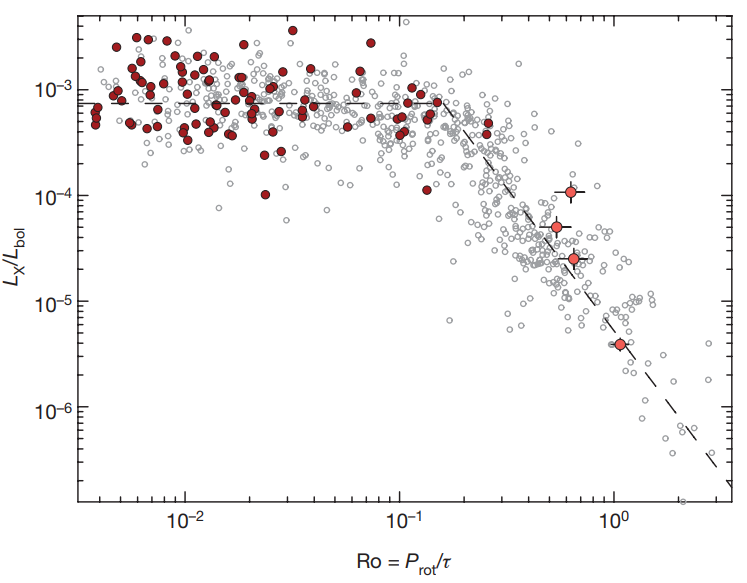 10⁻³
10⁻⁴
10⁻⁵
10⁻⁶
L_X/L_bol
10⁻² 10⁻¹ 10⁰
Ro = P_rot/τ